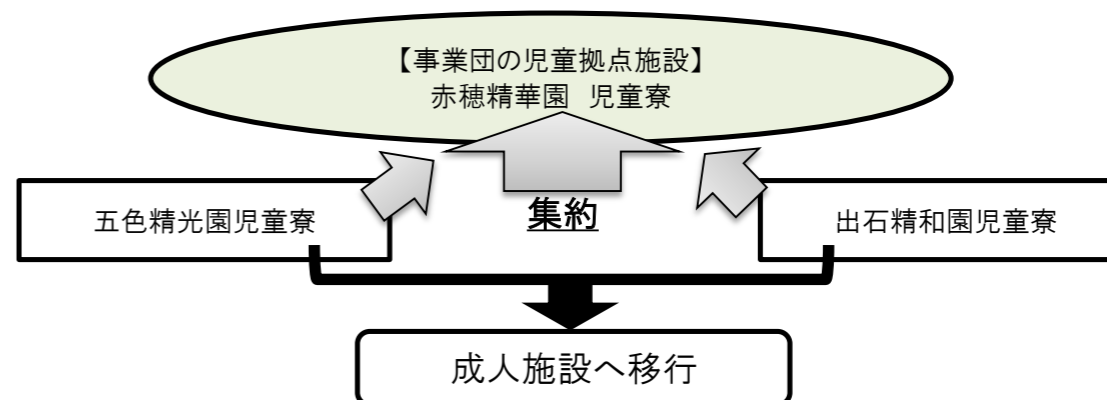 【事業団の児童拠点施設】
赤穂精華園 児童寮
集約
五色精光園児童寮
出石精和園児童寮
成人施設へ移行